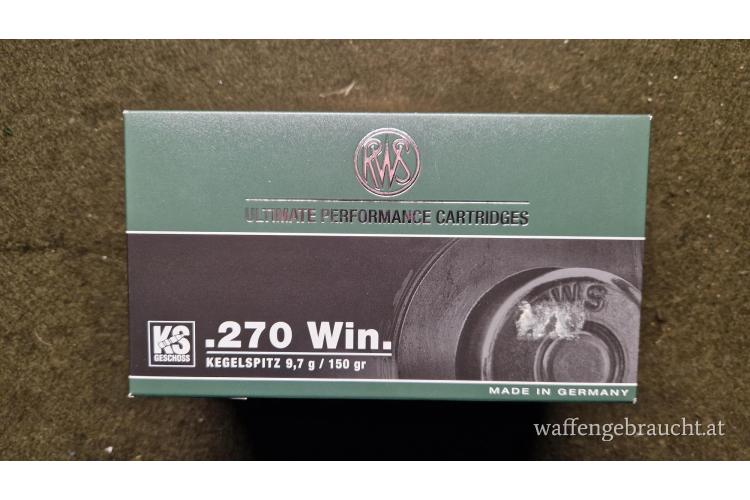 RWS
ULTIMATE PERFORMANCE CARTRIDGES
RWS
KS
GESCHOSS
.270 Win.
KEGELSPITZ 9,7 g / 150 gr
MADE IN GERMANY
waffengebraucht.at